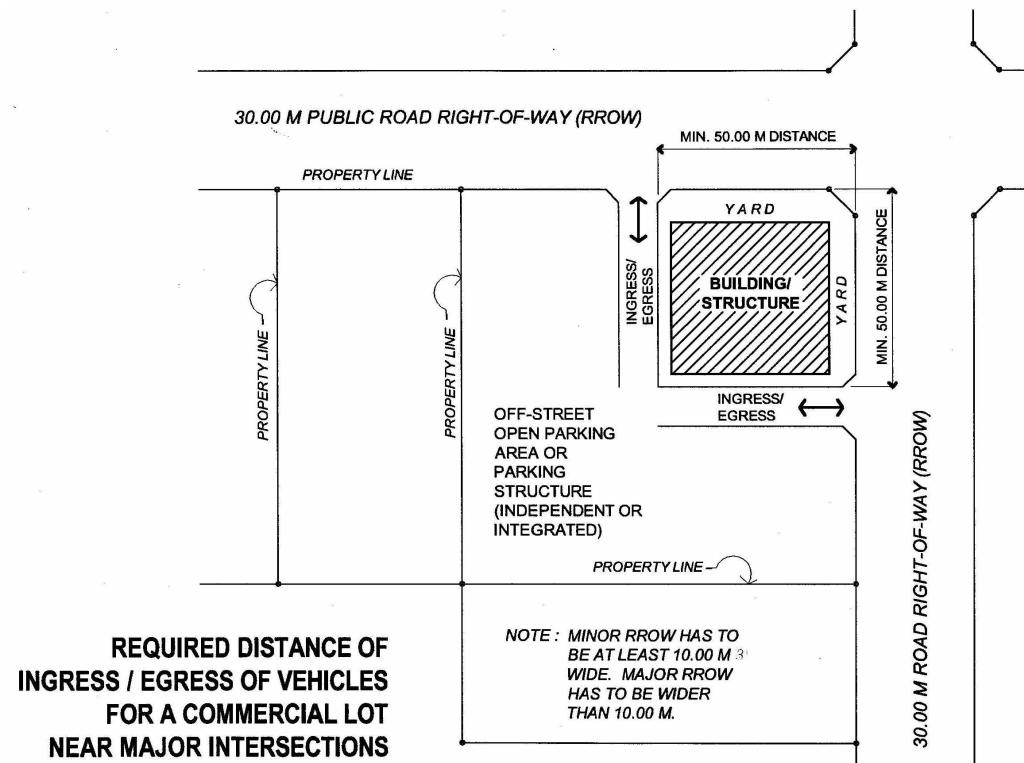 30.00 M PUBLIC ROAD RIGHT-OF-WAY (RROW)
MIN. 50.00 M DISTANCE
PROPERTY LINE
YARD
BUILDING/
STRUCTURE
YARD
MIN. 50.00 M DISTANCE
INGRESS/
EGRESS
PROPERTY LINE
PROPERTY LINE
INGRESS/
EGRESS
OFF-STREET
OPEN PARKING
AREA OR
PARKING
STRUCTURE
(INDEPENDENT OR
INTEGRATED)
30.00 M ROAD RIGHT-OF-WAY (RROW)
PROPERTY LINE
REQUIRED DISTANCE OF
INGRESS / EGRESS OF VEHICLES
FOR A COMMERCIAL LOT
NEAR MAJOR INTERSECTIONS
NOTE : MINOR RROW HAS TO
BE AT LEAST 10.00 M
WIDE. MAJOR RROW
HAS TO BE WIDER
THAN 10.00 M.